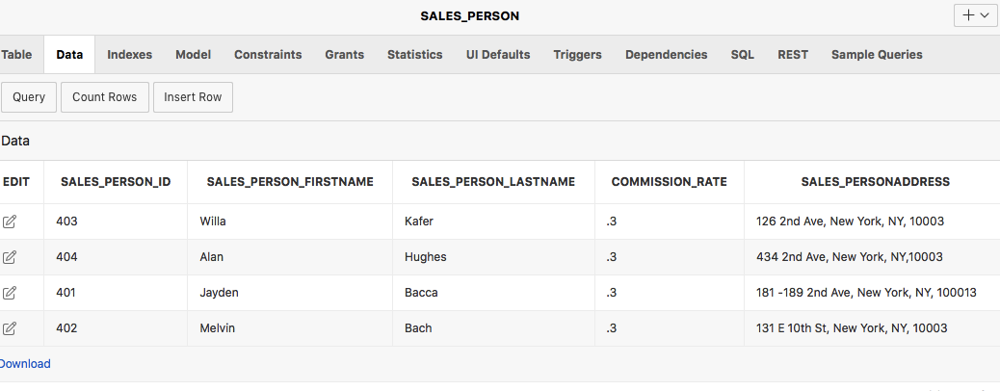 SALES_PERSON
Table Data Indexes Model Constraints Grants Statistics UI Defaults Triggers Dependencies SQL REST Sample Queries
Query Count Rows Insert Row
Data
EDIT SALES_PERSON_ID SALES_PERSON_FIRSTNAME SALES_PERSON_LASTNAME COMMISSION_RATE SALES_PERSONADDRESS
403 Willa Kafer .3 126 2nd Ave, New York, NY, 10003
404 Alan Hughes .3 434 2nd Ave, New York, NY,10003
401 Jayden Bacca .3 181 -189 2nd Ave, New York, NY, 100013
402 Melvin Bach .3 131 E 10th St, New York, NY, 10003
Download